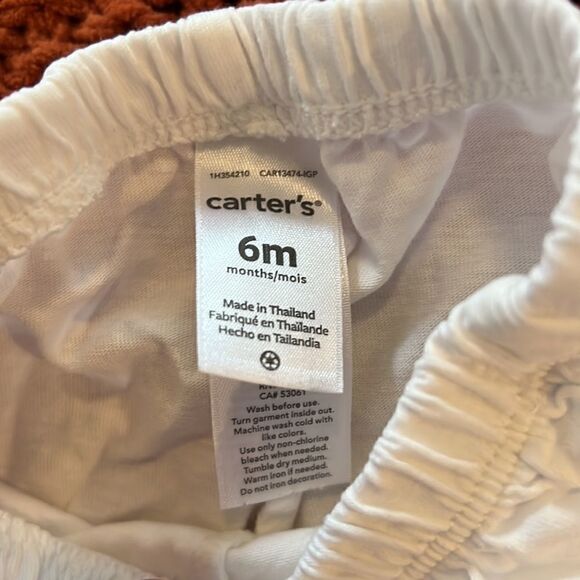 1H354210 CAR13474-IGP
carter's®
6m
months/mois
Made in Thailand
Fabriqué en Thaïlande
Hecho en Tailandia
CA# 53061
Wash before use.
Turn garment inside out.
Machine wash cold with
like colors.
Use only non-chlorine
bleach when needed.
Tumble dry medium.
Warm iron if needed.
Do not iron decoration.